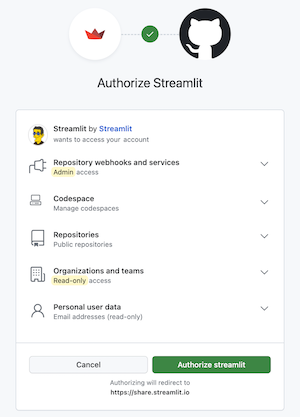 Authorize Streamlit
Streamlit by Streamlit
wants to access your account
Repository webhooks and services
Admin access
Codespace
Manage codespaces
Repositories
Public repositories
Organizations and teams
Read-only access
Personal user data
Email addresses (read-only)
Cancel
Authorize streamlit
Authorizing will redirect to
https://share.streamlit.io